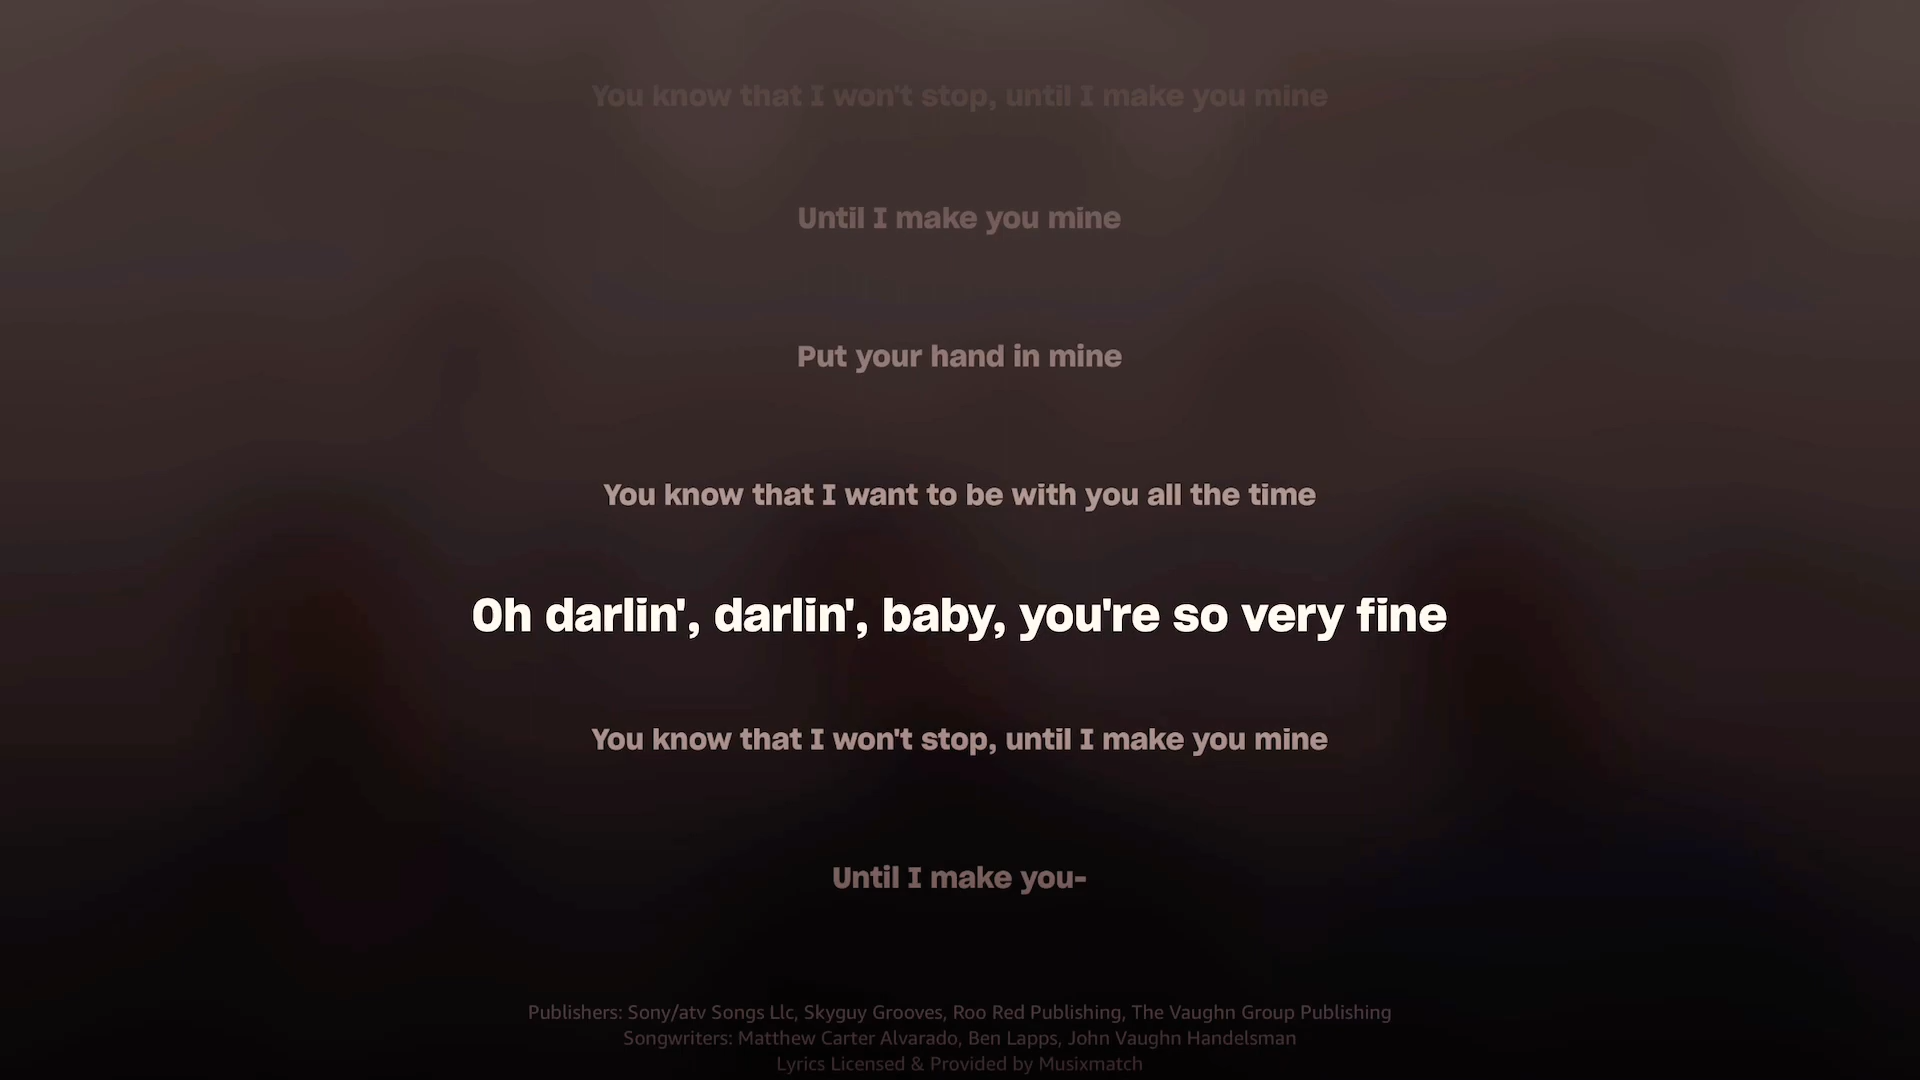 You know that I won't stop, until I make you mine
Until I make you mine
Put your hand in mine
You know that I want to be with you all the time
Oh darlin', darlin', baby, you're so very fine
You know that I won't stop, until I make you mine
Until I make you-
Publishers: Sony/atv Songs Llc, Skyguy Grooves, Roo Red Publishing, The Vaughn Group Publishing
Songwriters: Matthew Carter Alvarado, Ben Lapps, John Vaughn Handelsman
Lyrics Licensed & Provided by Musixmatch